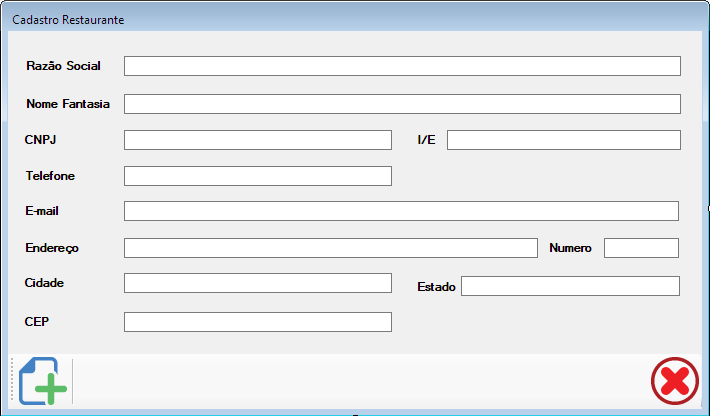 Cadastro Restaurante
Razão Social
Nome Fantasia
CNPJ I/E
Telefone
E-mail
Endereço Numero
Cidade Estado
CEP